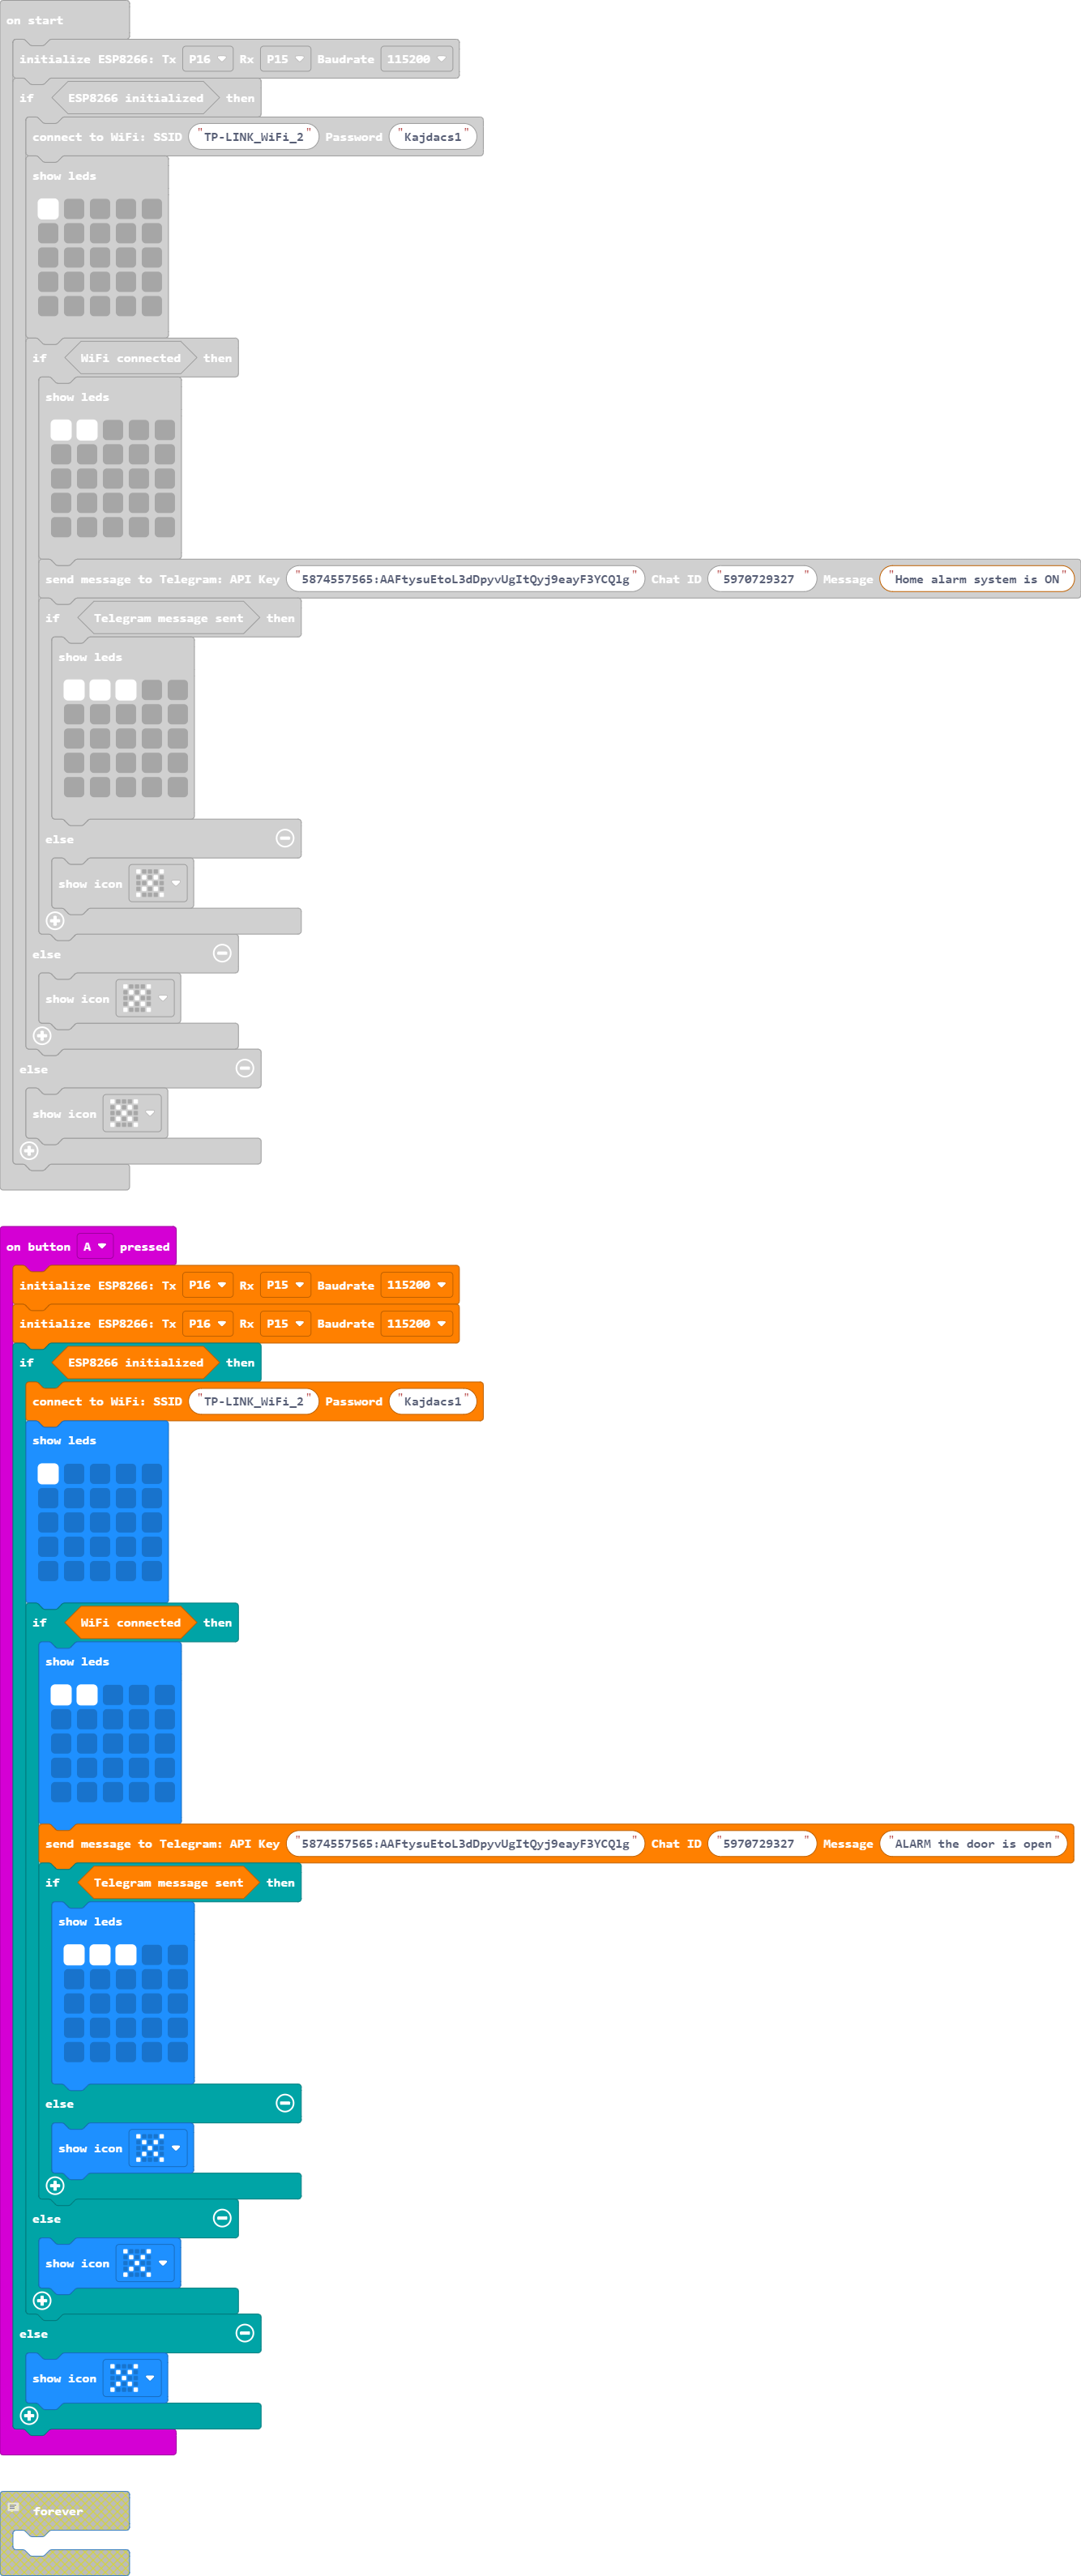 on start
initialize ESP8266: Tx P16 Rx P15 Baudrate 115200
if ESP8266 initialized then
connect to WiFi: SSID "TP-LINK_WiFi_2" Password "Kajdacs1"
show leds
if WiFi connected then
show leds
send message to Telegram: API Key "5874557565:AAFtysuEtoL3dDpyvUgItQyj9eayF3YCQlg" Chat ID "5970729327 " Message "Home alarm system is ON"
if Telegram message sent then
show leds
else
show icon
else
show icon
else
show icon
on button A pressed
initialize ESP8266: Tx P16 Rx P15 Baudrate 115200
initialize ESP8266: Tx P16 Rx P15 Baudrate 115200
if ESP8266 initialized then
connect to WiFi: SSID "TP-LINK_WiFi_2" Password "Kajdacs1"
show leds
if WiFi connected then
show leds
send message to Telegram: API Key "5874557565:AAFtysuEtoL3dDpyvUgItQyj9eayF3YCQlg" Chat ID "5970729327 " Message "ALARM the door is open"
if Telegram message sent then
show leds
else
show icon
else
show icon
else
show icon
forever